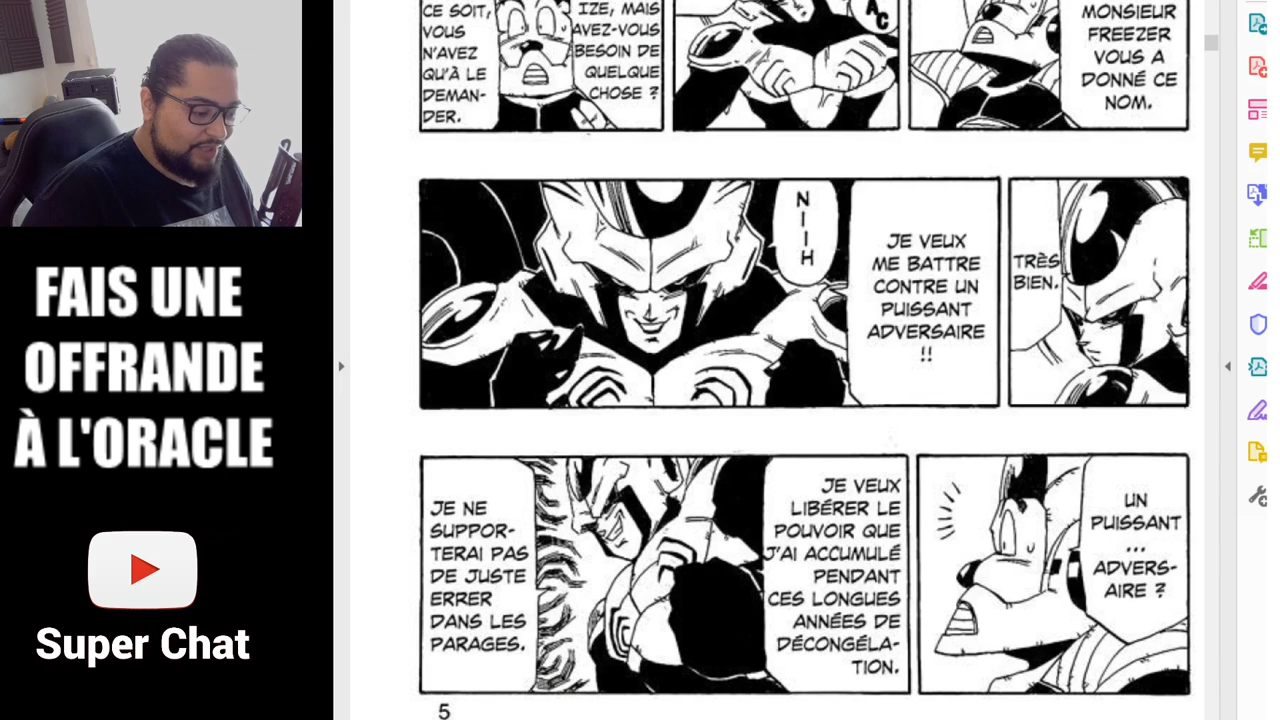 FAIS UNE
OFFRANDE
À L'ORACLE
Super Chat
MONSIEUR
FREEZER
VOUS A
DONNÉ CE
NOM.
AC
IZE, MAIS
AVEZ-VOUS
BESOIN DE
QUELQUE
CHOSE ?
CE SOIT,
VOUS
N'AVEZ
QU'À LE
DEMAN-
DER.
TRÈS
BIEN.
JE VEUX
ME BATTRE
CONTRE UN
PUISSANT
ADVERSAIRE
!!
NIIH
UN
PUISSANT
...
ADVERS-
AIRE ?
JE VEUX
LIBÉRER LE
POUVOIR QUE
J'AI ACCUMULÉ
PENDANT
CES LONGUES
ANNÉES DE
DÉCONGÉLA-
TION.
JE NE
SUPPOR-
TERAI PAS
DE JUSTE
ERRER
DANS LES
PARAGES.
5